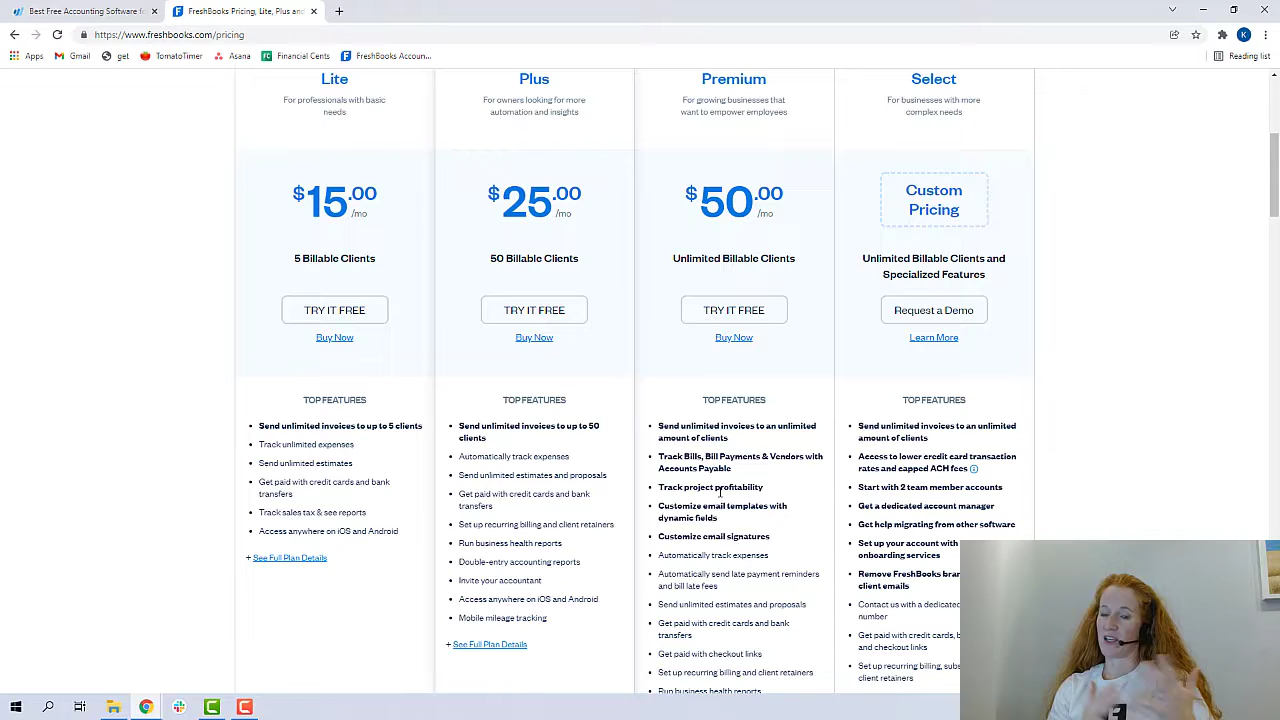 Best Free Accounting Software fo
FreshBooks Pricing, Lite, Plus and
https://www.freshbooks.com/pricing
K
Apps
Gmail
get
TomatoTimer
Asana
FC
Financial Cents
FreshBooks Accoun...
Reading list
Lite
For professionals with basic
needs
$15.00
/mo
5 Billable Clients
TRY IT FREE
Buy Now
TOP FEATURES
Send unlimited invoices to up to 5 clients
Track unlimited expenses
Send unlimited estimates
Get paid with credit cards and bank
transfers
Track sales tax & see reports
Access anywhere on iOS and Android
+ See Full Plan Details
Plus
For owners looking for more
automation and insights
$25.00
/mo
50 Billable Clients
TRY IT FREE
Buy Now
TOP FEATURES
Send unlimited invoices to up to 50
clients
Automatically track expenses
Send unlimited estimates and proposals
Get paid with credit cards and bank
transfers
Set up recurring billing and client retainers
Run business health reports
Double-entry accounting reports
Invite your accountant
Access anywhere on iOS and Android
Mobile mileage tracking
+ See Full Plan Details
Premium
For growing businesses that
want to empower employees
$50.00
/mo
Unlimited Billable Clients
TRY IT FREE
Buy Now
TOP FEATURES
Send unlimited invoices to an unlimited
amount of clients
Track Bills, Bill Payments & Vendors with
Accounts Payable
Track project profitability
Customize email templates with
dynamic fields
Customize email signatures
Automatically track expenses
Automatically send late payment reminders
and bill late fees
Send unlimited estimates and proposals
Get paid with credit cards and bank
transfers
Get paid with checkout links
Set up recurring billing and client retainers
Run business health reports
Select
For businesses with more
complex needs
Custom
Pricing
Unlimited Billable Clients and
Specialized Features
Request a Demo
Learn More
TOP FEATURES
Send unlimited invoices to an unlimited
amount of clients
Access to lower credit card transaction
rates and capped ACH fees
Start with 2 team member accounts
Get a dedicated account manager
Get help migrating from other software
Set up your account with
onboarding services
Remove FreshBooks bran
client emails
Contact us with a dedicated
number
Get paid with credit cards, b
and checkout links
Set up recurring billing, subs
client retainers